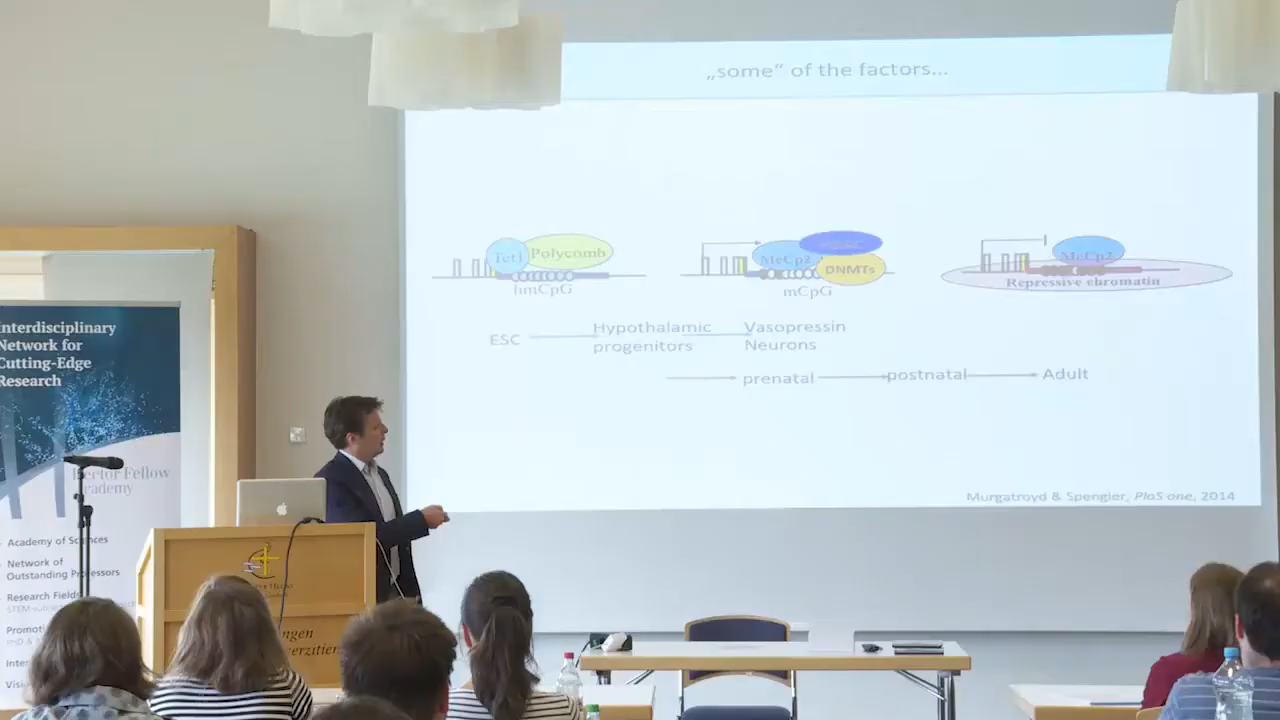 „some“ of the factors...
Tet1 Polycomb
hmCpG
MeCp2
DNMTs
mCpG
MeCp2
Repressive chromatin
ESC
Hypothalamic
progenitors
Vasopressin
Neurons
prenatal
postnatal
Adult
Murgatroyd & Spengler, PloS one, 2014
Interdisciplinary
Network for
Cutting-Edge
Research
Hector Fellow
Academy
Academy of Sciences
Network of
Outstanding Professors
Research Fields